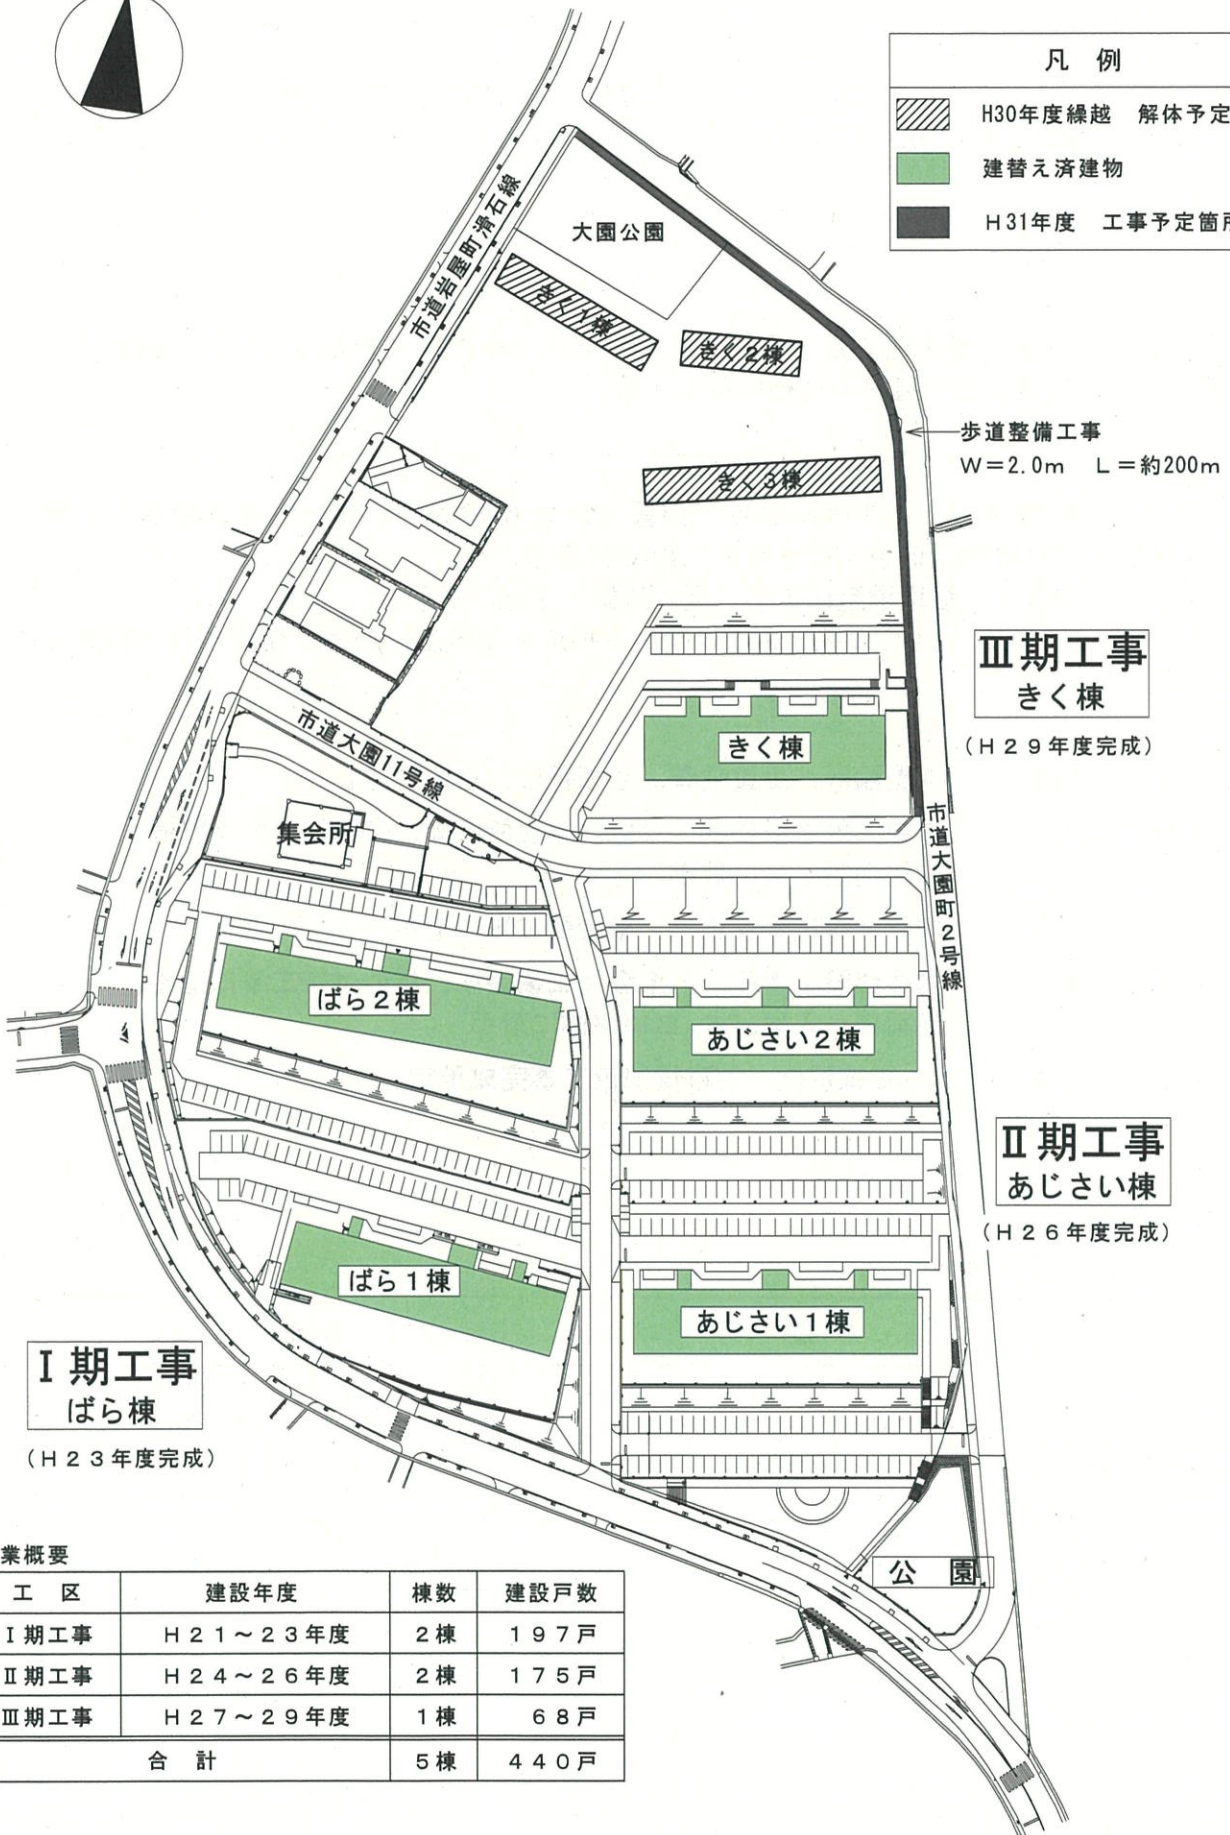 凡 例
H30年度繰越 解体予定
建替え済建物
H31年度 工事予定箇所
大園公園
市道岩屋町滑石線
きく1棟
きく2棟
きく3棟
歩道整備工事
W=2.0m L=約200m
Ⅲ期工事
きく棟
(H29年度完成)
きく棟
市道大園11号線
集会所
市道大園町2号線
ばら2棟
あじさい2棟
Ⅱ期工事
あじさい棟
(H26年度完成)
ばら1棟
あじさい1棟
Ⅰ期工事
ばら棟
(H23年度完成)
公園
業概要
工 区 建設年度 棟数 建設戸数
Ⅰ期工事 H21~23年度 2棟 197戸
Ⅱ期工事 H24~26年度 2棟 175戸
Ⅲ期工事 H27~29年度 1棟 68戸
合 計 5棟 440戸